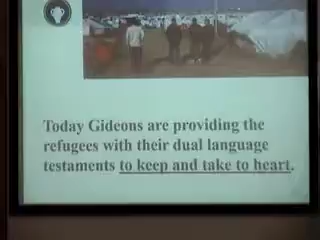 Today Gideons are providing the
refugees with their dual language
testaments to keep and take to heart.